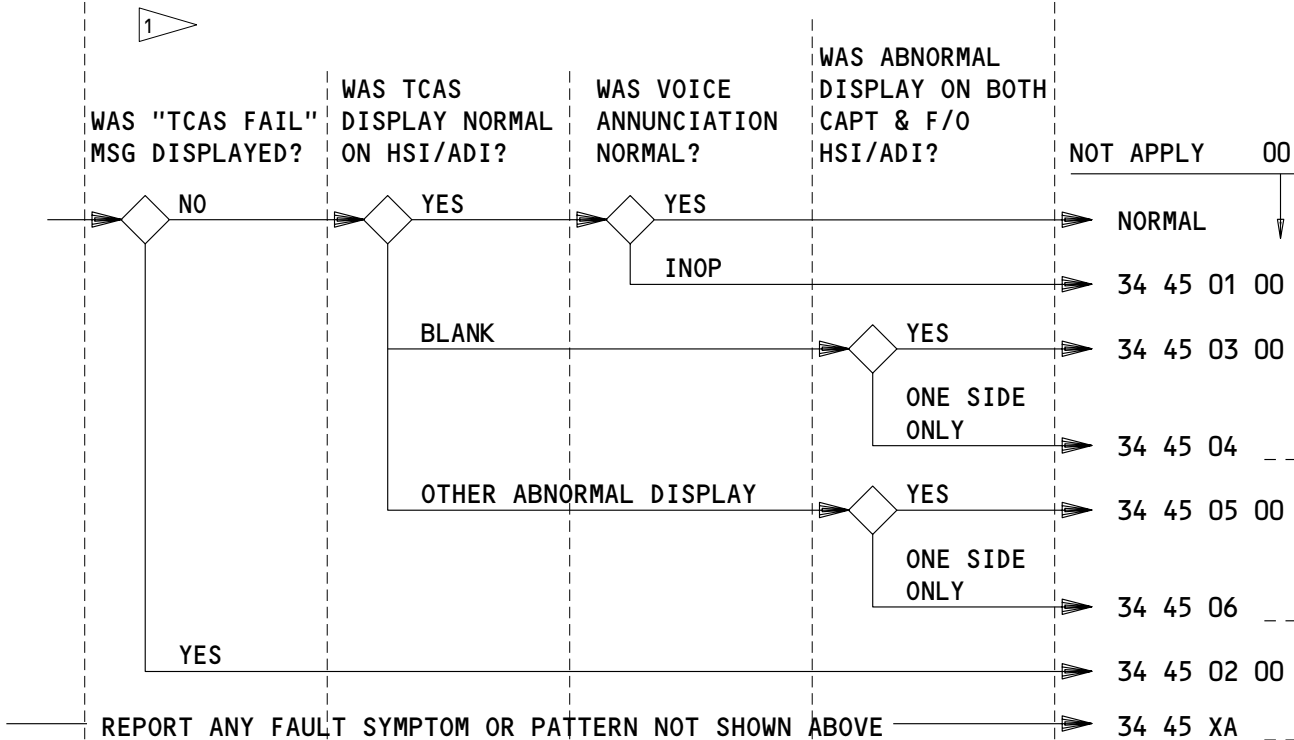 1
WAS "TCAS FAIL"
MSG DISPLAYED?
WAS TCAS
DISPLAY NORMAL
ON HSI/ADI?
WAS VOICE
ANNUNCIATION
NORMAL?
WAS ABNORMAL
DISPLAY ON BOTH
CAPT & F/O
HSI/ADI?
NOT APPLY 00
NO
YES
YES
NORMAL
INOP
34 45 01 00
BLANK
YES
34 45 03 00
ONE SIDE
ONLY
34 45 04 _ _
OTHER ABNORMAL DISPLAY
YES
34 45 05 00
ONE SIDE
ONLY
34 45 06 _ _
YES
34 45 02 00
REPORT ANY FAULT SYMPTOM OR PATTERN NOT SHOWN ABOVE
34 45 XA _ _